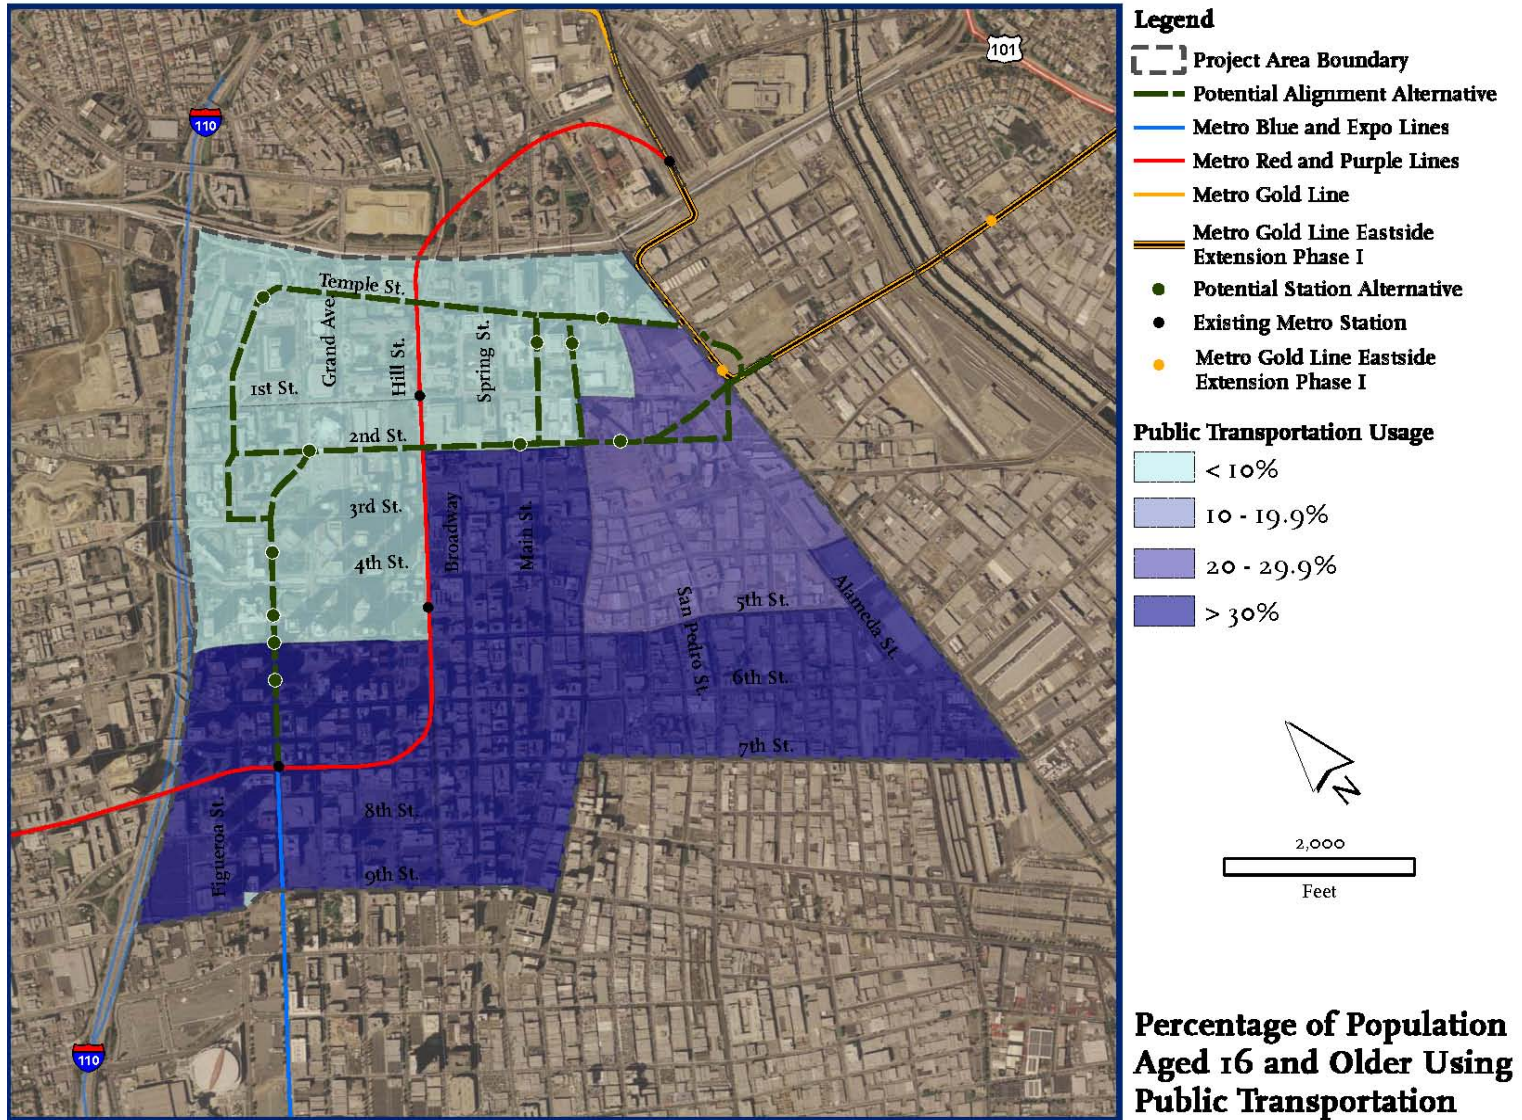 101
110
Temple St.
Grand Ave
Hill St.
Spring St.
1st St.
2nd St.
3rd St.
Broadway
Main St.
4th St.
San Pedro St.
5th St.
Alameda St.
6th St.
7th St.
Figueroa St.
8th St.
9th St.
110
Legend
Project Area Boundary
Potential Alignment Alternative
Metro Blue and Expo Lines
Metro Red and Purple Lines
Metro Gold Line
Metro Gold Line Eastside
Extension Phase I
Potential Station Alternative
Existing Metro Station
Metro Gold Line Eastside
Extension Phase I
Public Transportation Usage
< 10%
10 - 19.9%
20 - 29.9%
> 30%
N
2,000
Feet
Percentage of Population
Aged 16 and Older Using
Public Transportation